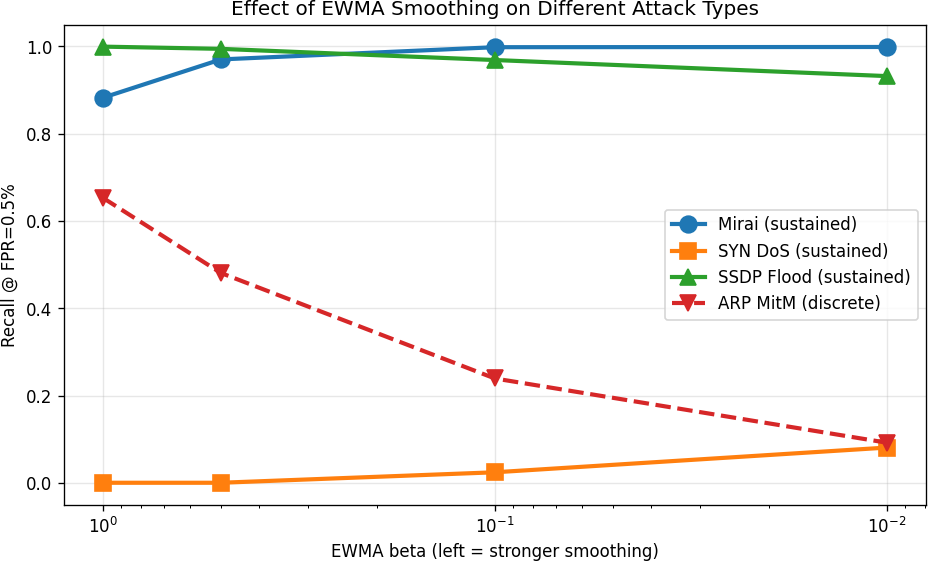 Effect of EWMA Smoothing on Different Attack Types
Recall @ FPR=0.5%
1.0
0.8
0.6
0.4
0.2
0.0
Mirai (sustained)
SYN DoS (sustained)
SSDP Flood (sustained)
ARP MitM (discrete)
10⁰
10⁻¹
10⁻²
EWMA beta (left = stronger smoothing)